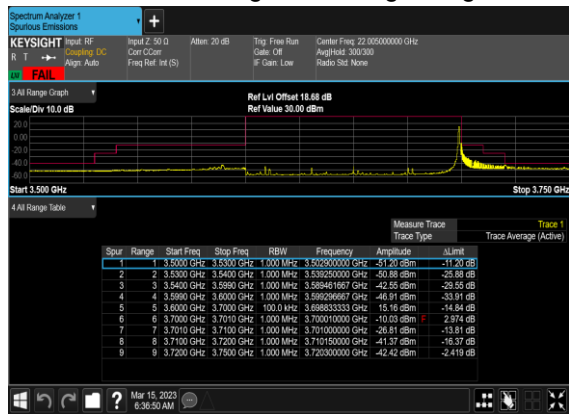 Spectrum Analyzer 1
Spurious Emissions
KEYSIGHT Input: RF Input Z: 50 Ω Atten: 20 dB Trig: Free Run Center Freq: 22.005000000 GHz
R T Coupling: DC Corr CCorr Gate: Off Avg|Hold: 300/300
Align: Auto Freq Ref: Int (S) IF Gain: Low Radio Std: None
LW FAIL
3 All Range Graph
Ref Lvl Offset 18.68 dB
Scale/Div 10.0 dB Ref Value 30.00 dBm
20.0
0.00
-20.0
-40.0
-60.0
Start 3.500 GHz Stop 3.750 GHz
4 All Range Table
Measure Trace Trace 1
Trace Type Trace Average (Active)
Spur Range Start Freq Stop Freq RBW Frequency Amplitude ΔLimit
1 1 3.5000 GHz 3.5300 GHz 1.000 MHz 3.502900000 GHz -51.20 dBm -11.20 dB
2 2 3.5300 GHz 3.5400 GHz 1.000 MHz 3.539250000 GHz -50.88 dBm -25.88 dB
3 3 3.5400 GHz 3.5990 GHz 1.000 MHz 3.589461667 GHz -42.55 dBm -29.55 dB
4 4 3.5990 GHz 3.6000 GHz 1.000 MHz 3.599296667 GHz -46.91 dBm -33.91 dB
5 5 3.6000 GHz 3.7000 GHz 100.0 kHz 3.698833333 GHz 15.16 dBm -14.84 dB
6 6 3.7000 GHz 3.7010 GHz 1.000 MHz 3.700010000 GHz -10.03 dBm F 2.974 dB
7 7 3.7010 GHz 3.7100 GHz 1.000 MHz 3.701000000 GHz -26.81 dBm -13.81 dB
8 8 3.7100 GHz 3.7200 GHz 1.000 MHz 3.710150000 GHz -41.37 dBm -16.37 dB
9 9 3.7200 GHz 3.7500 GHz 1.000 MHz 3.720300000 GHz -42.42 dBm -2.419 dB
Mar 15, 2023
6:36:50 AM